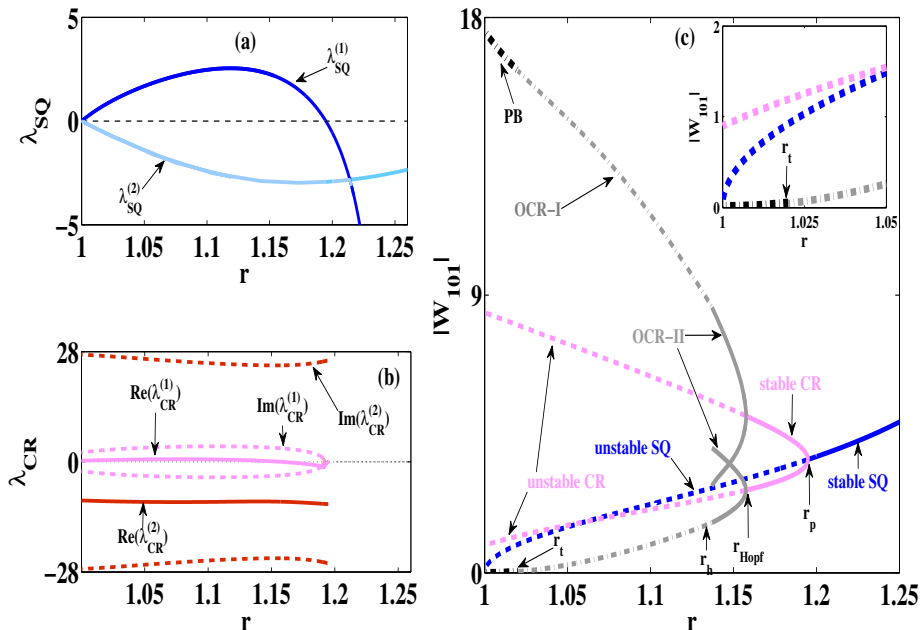 (a)
λ_SQ^(1)
λ_SQ^(2)
λ_SQ
5
0
-5
1 1.05 1.1 1.15 1.2 1.25
r
(b)
Re(λ_CR^(1))
Im(λ_CR^(1))
Im(λ_CR^(2))
Re(λ_CR^(2))
λ_CR
28
0
-28
1 1.05 1.1 1.15 1.2 1.25
r
(c)
|W_101|
18
9
0
PB
OCR-I
OCR-II
stable CR
unstable SQ
unstable CR
stable SQ
r_t
r_h
r_Hopf
r_p
1 1.05 1.1 1.15 1.2 1.25
r
|W_101|
2
1
0
r_t
1 1.05
r